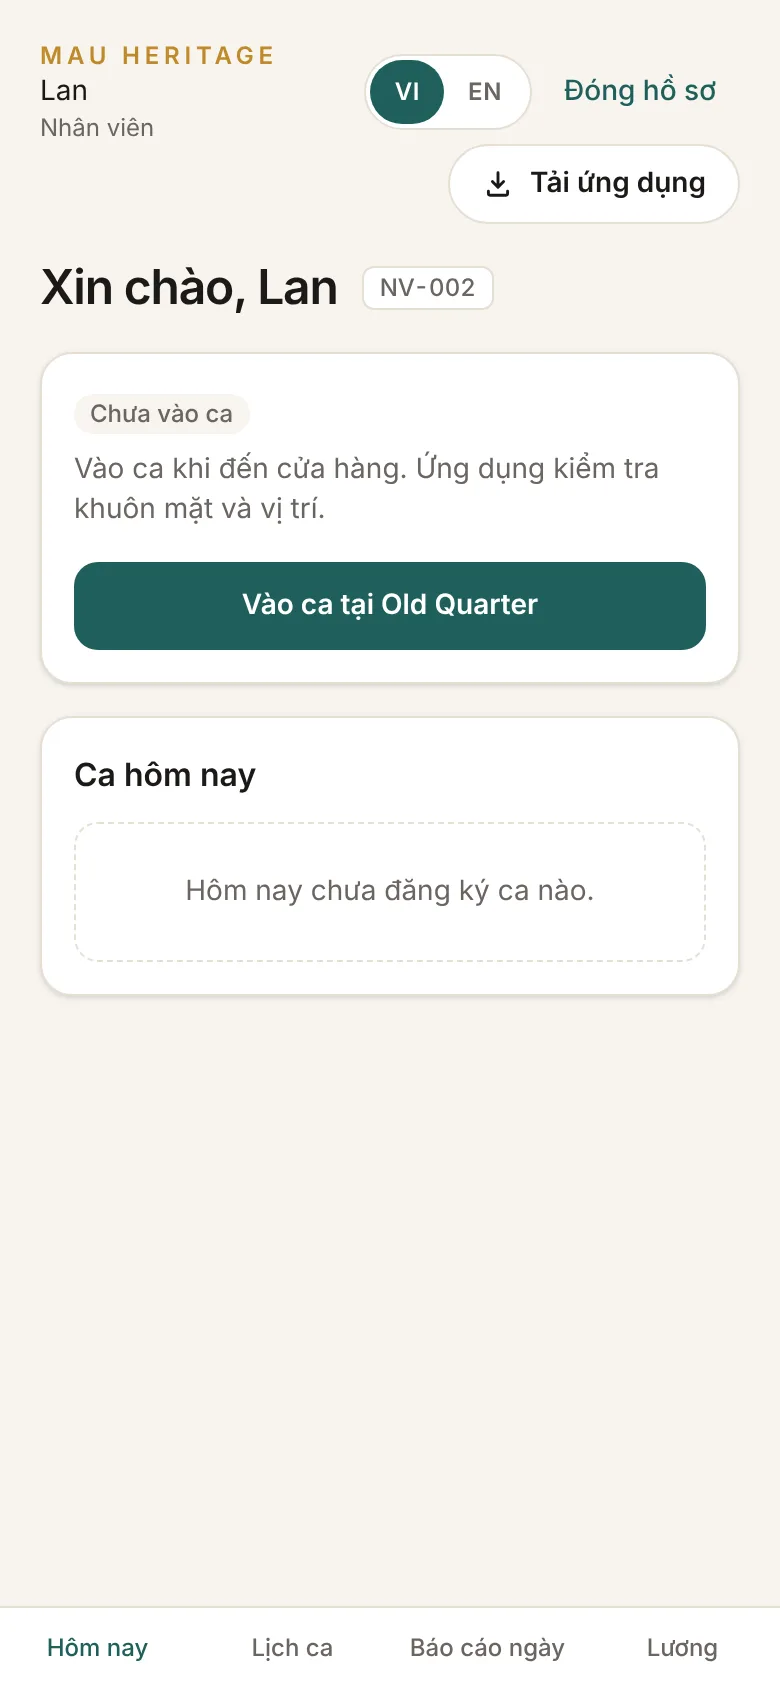 MAU HERITAGE
Lan
Nhân viên
VI
EN
Đóng hồ sơ
Tải ứng dụng
Xin chào, Lan
NV-002
Chưa vào ca
Vào ca khi đến cửa hàng. Ứng dụng kiểm tra
khuôn mặt và vị trí.
Vào ca tại Old Quarter
Ca hôm nay
Hôm nay chưa đăng ký ca nào.
Hôm nay
Lịch ca
Báo cáo ngày
Lương